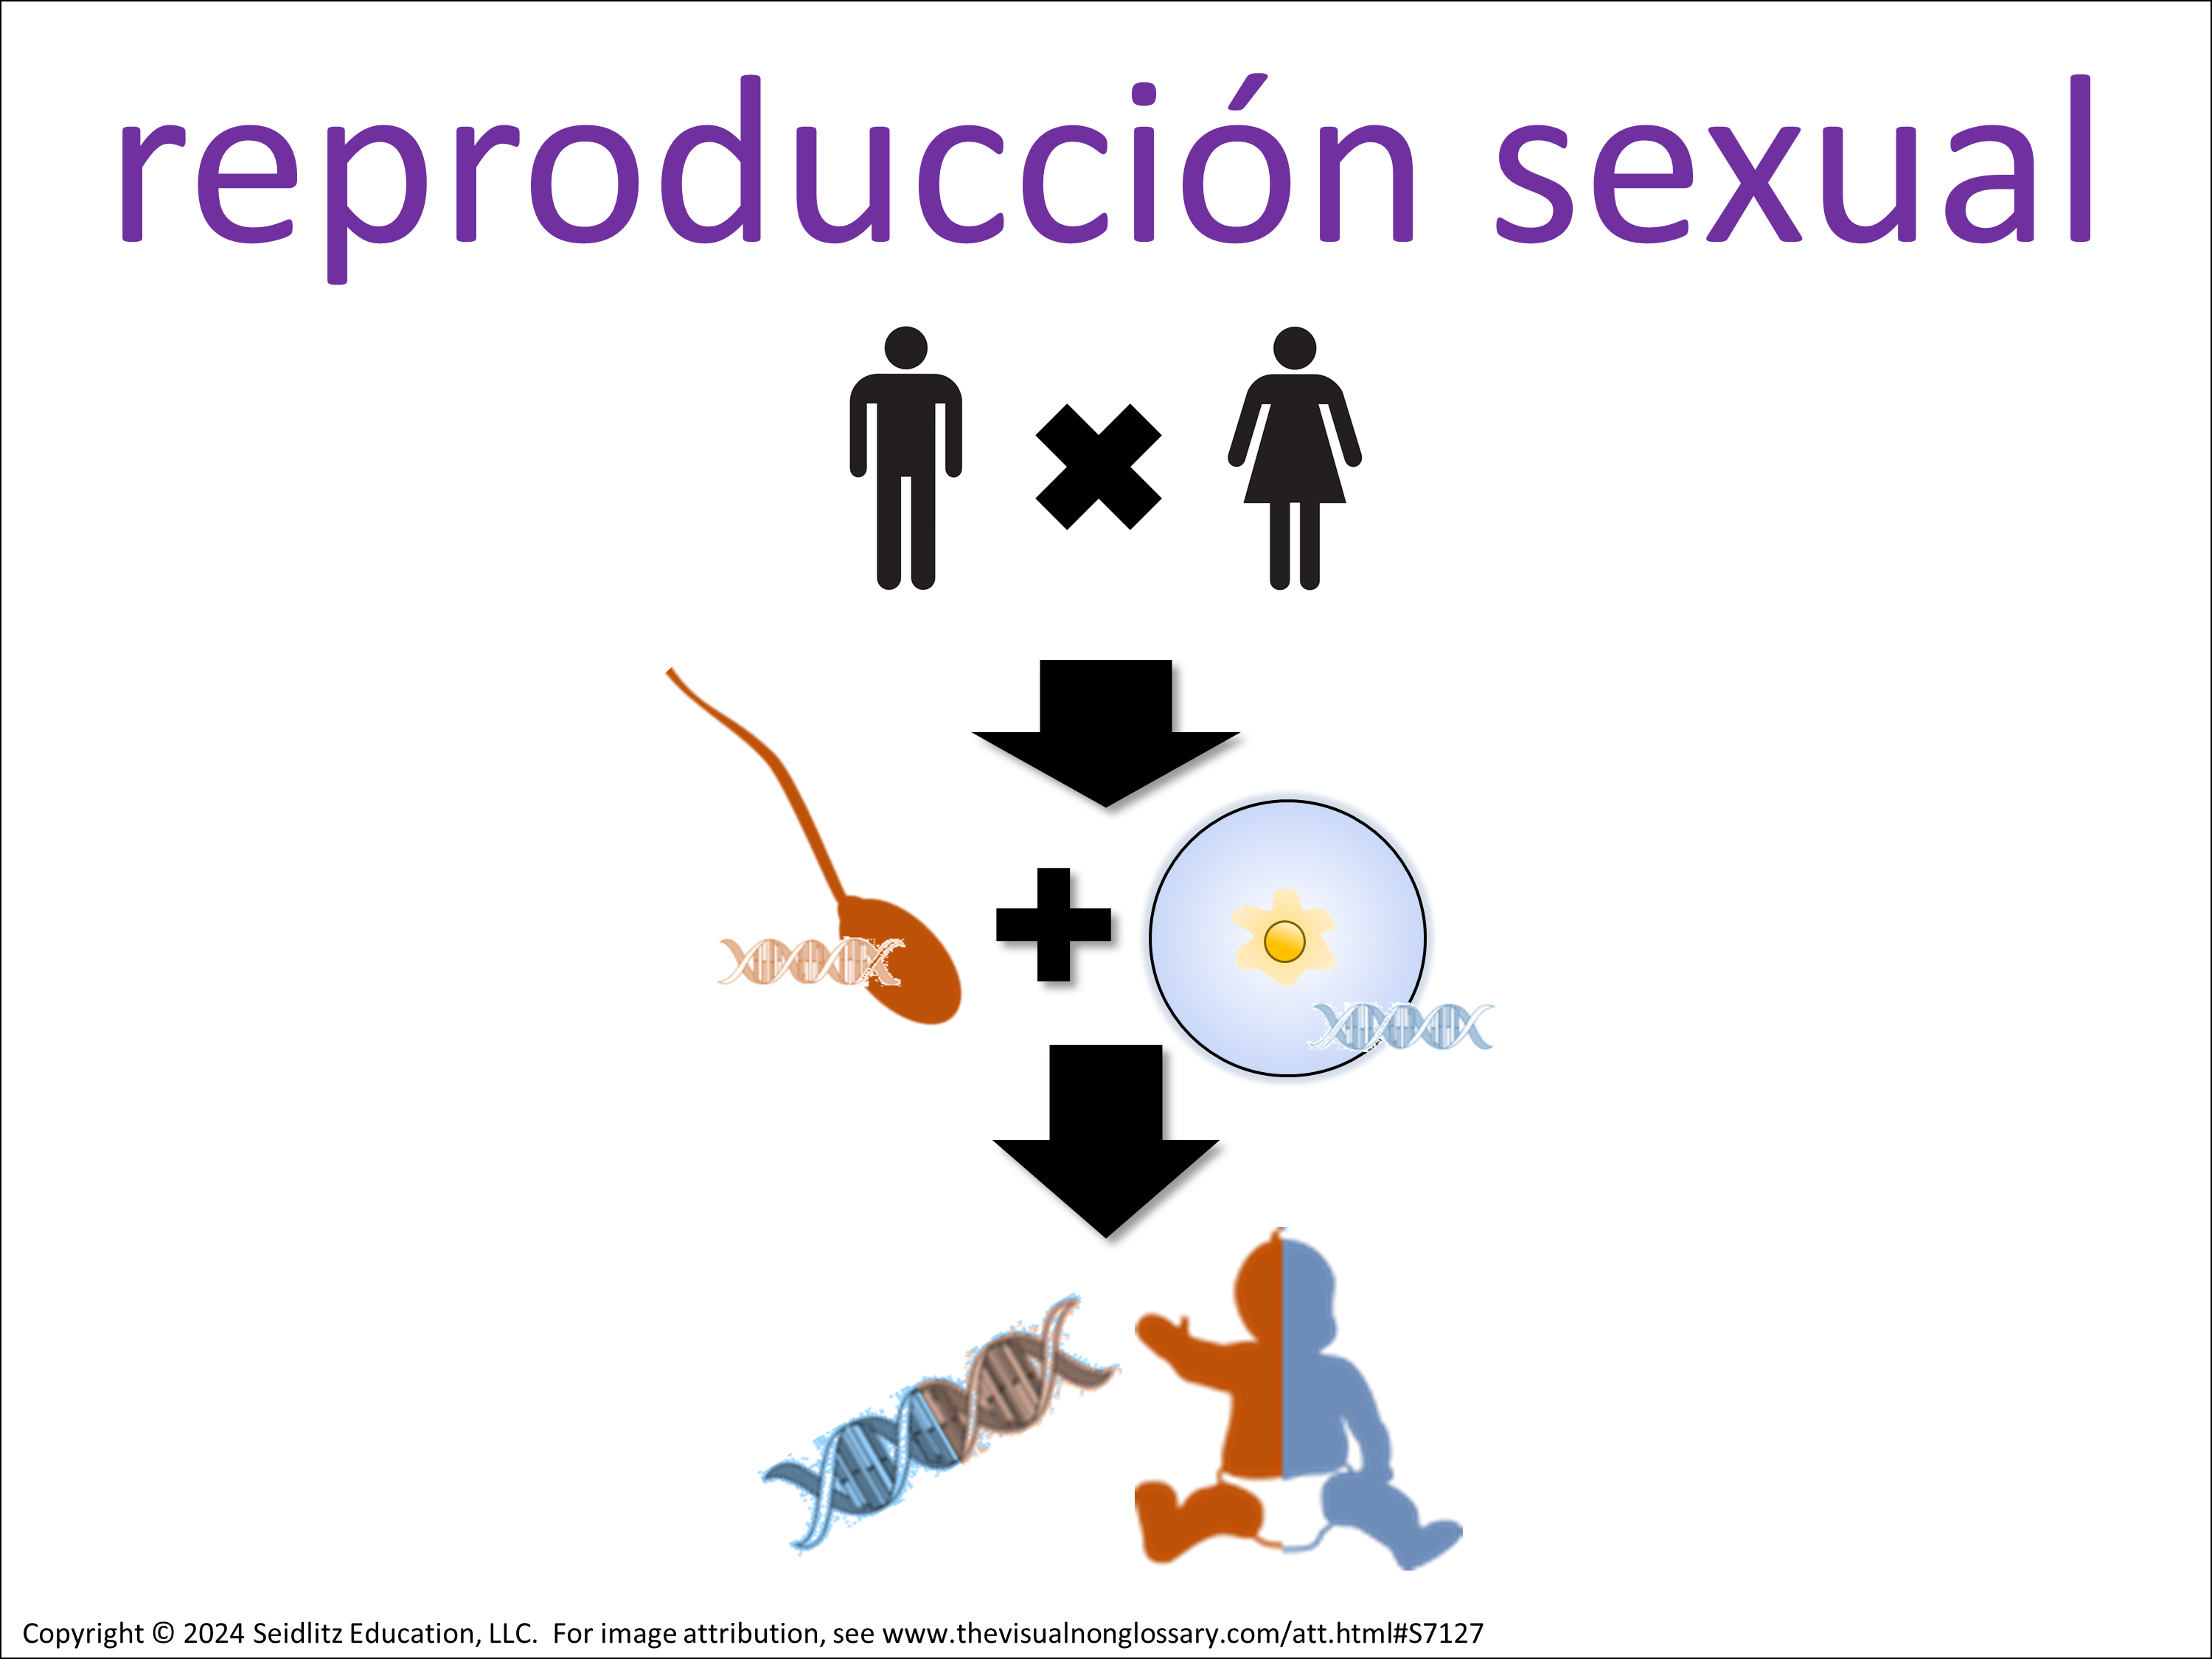 reproducción sexual
Copyright © 2024 Seidlitz Education, LLC.  For image attribution, see www.thevisualnonglossary.com/att.html#S7127